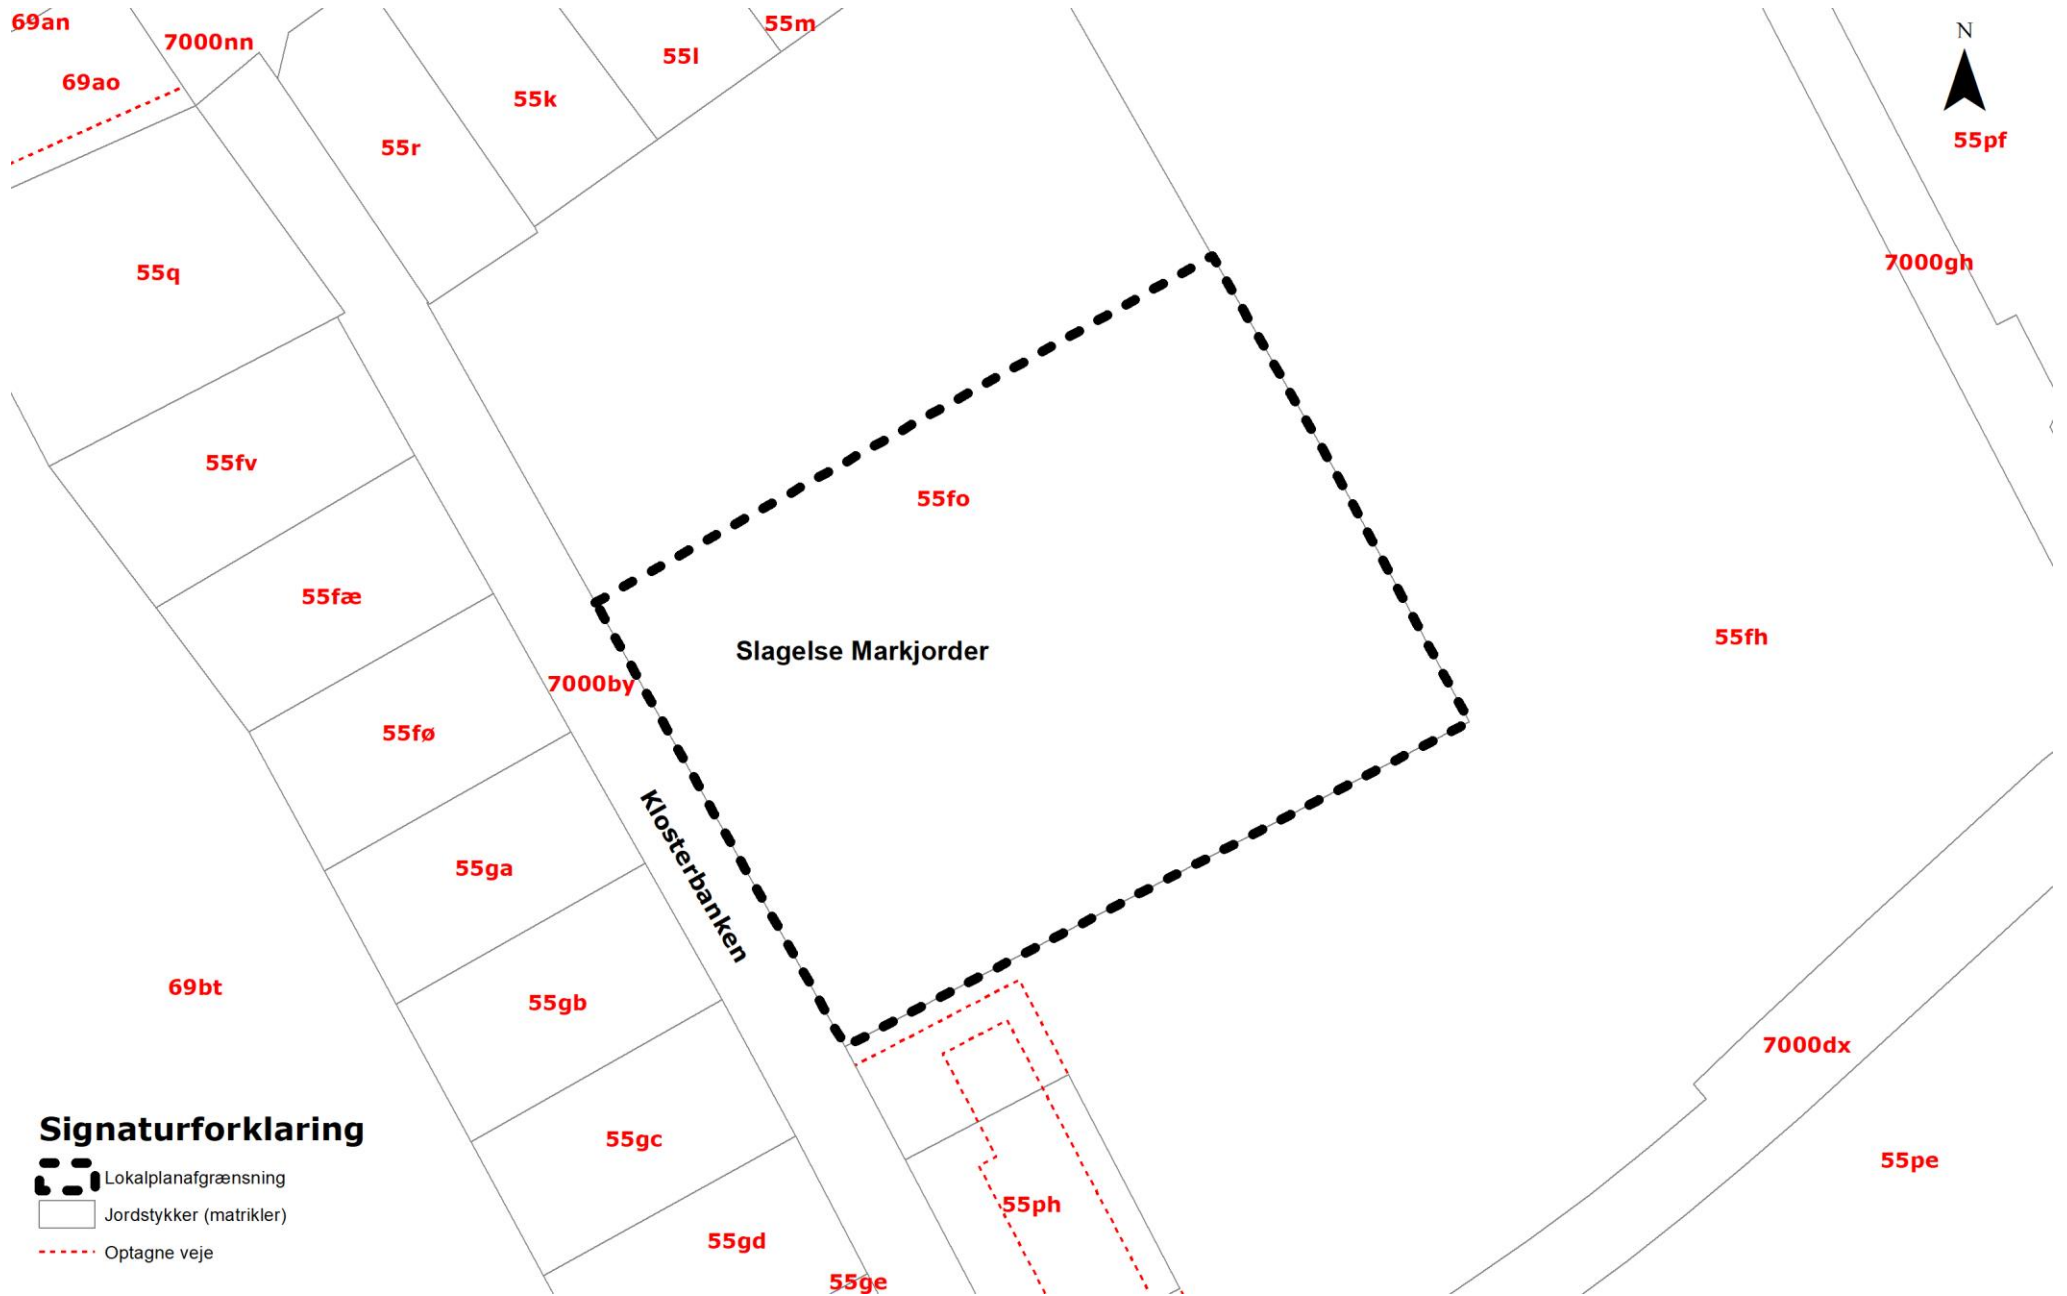 69an
7000nn
55m
N
55l
69ao
55k
55pf
55r
7000gh
55q
55fv
55fo
55fæ
55fh
Slagelse Markjorder
7000by
55fø
Klosterbanken
55ga
69bt
55gb
7000dx
55gc
55pe
55ph
55gd
55ge
Signaturforklaring
Lokalplanafgrænsning
Jordstykker (matrikler)
Optagne veje